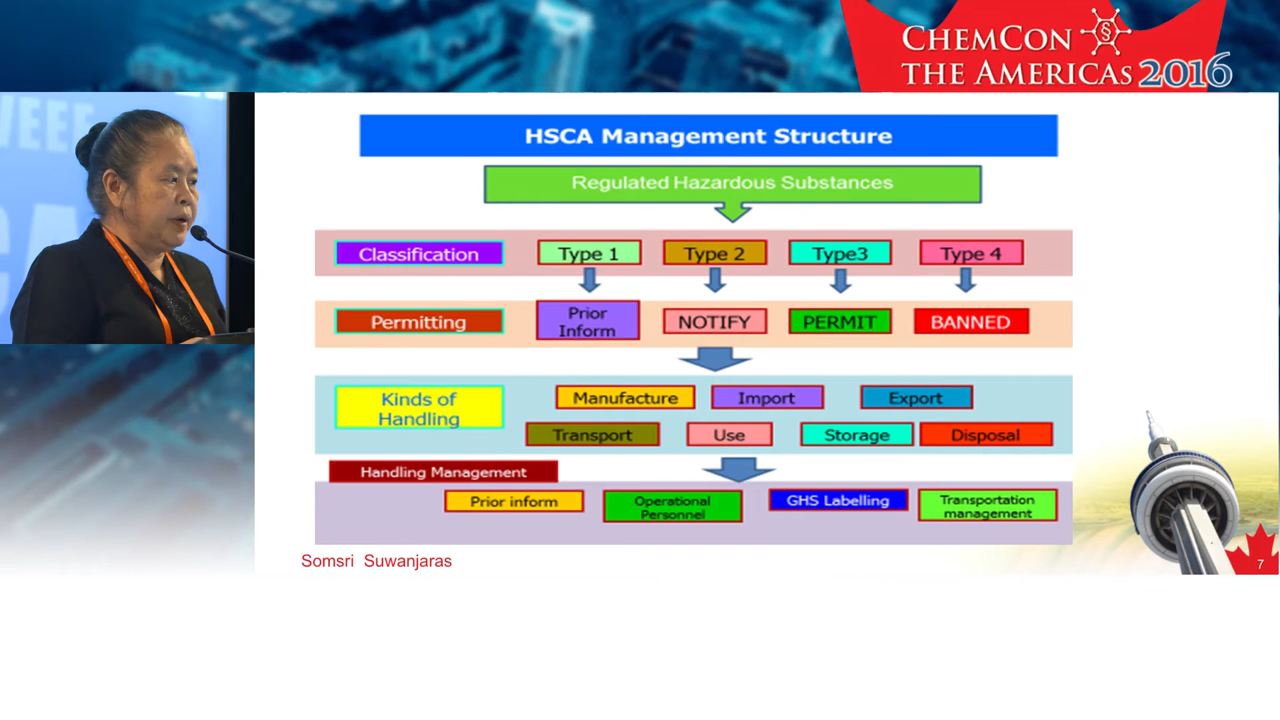 CHEMCON §
THE AMERICAS 2016
HSCA Management Structure
Regulated Hazardous Substances
Classification Type 1 Type 2 Type3 Type 4
Permitting Prior Inform NOTIFY PERMIT BANNED
Kinds of Handling
Manufacture Import Export
Transport Use Storage Disposal
Handling Management
Prior inform Operational Personnel GHS Labelling Transportation management
Somsri Suwanjaras
7